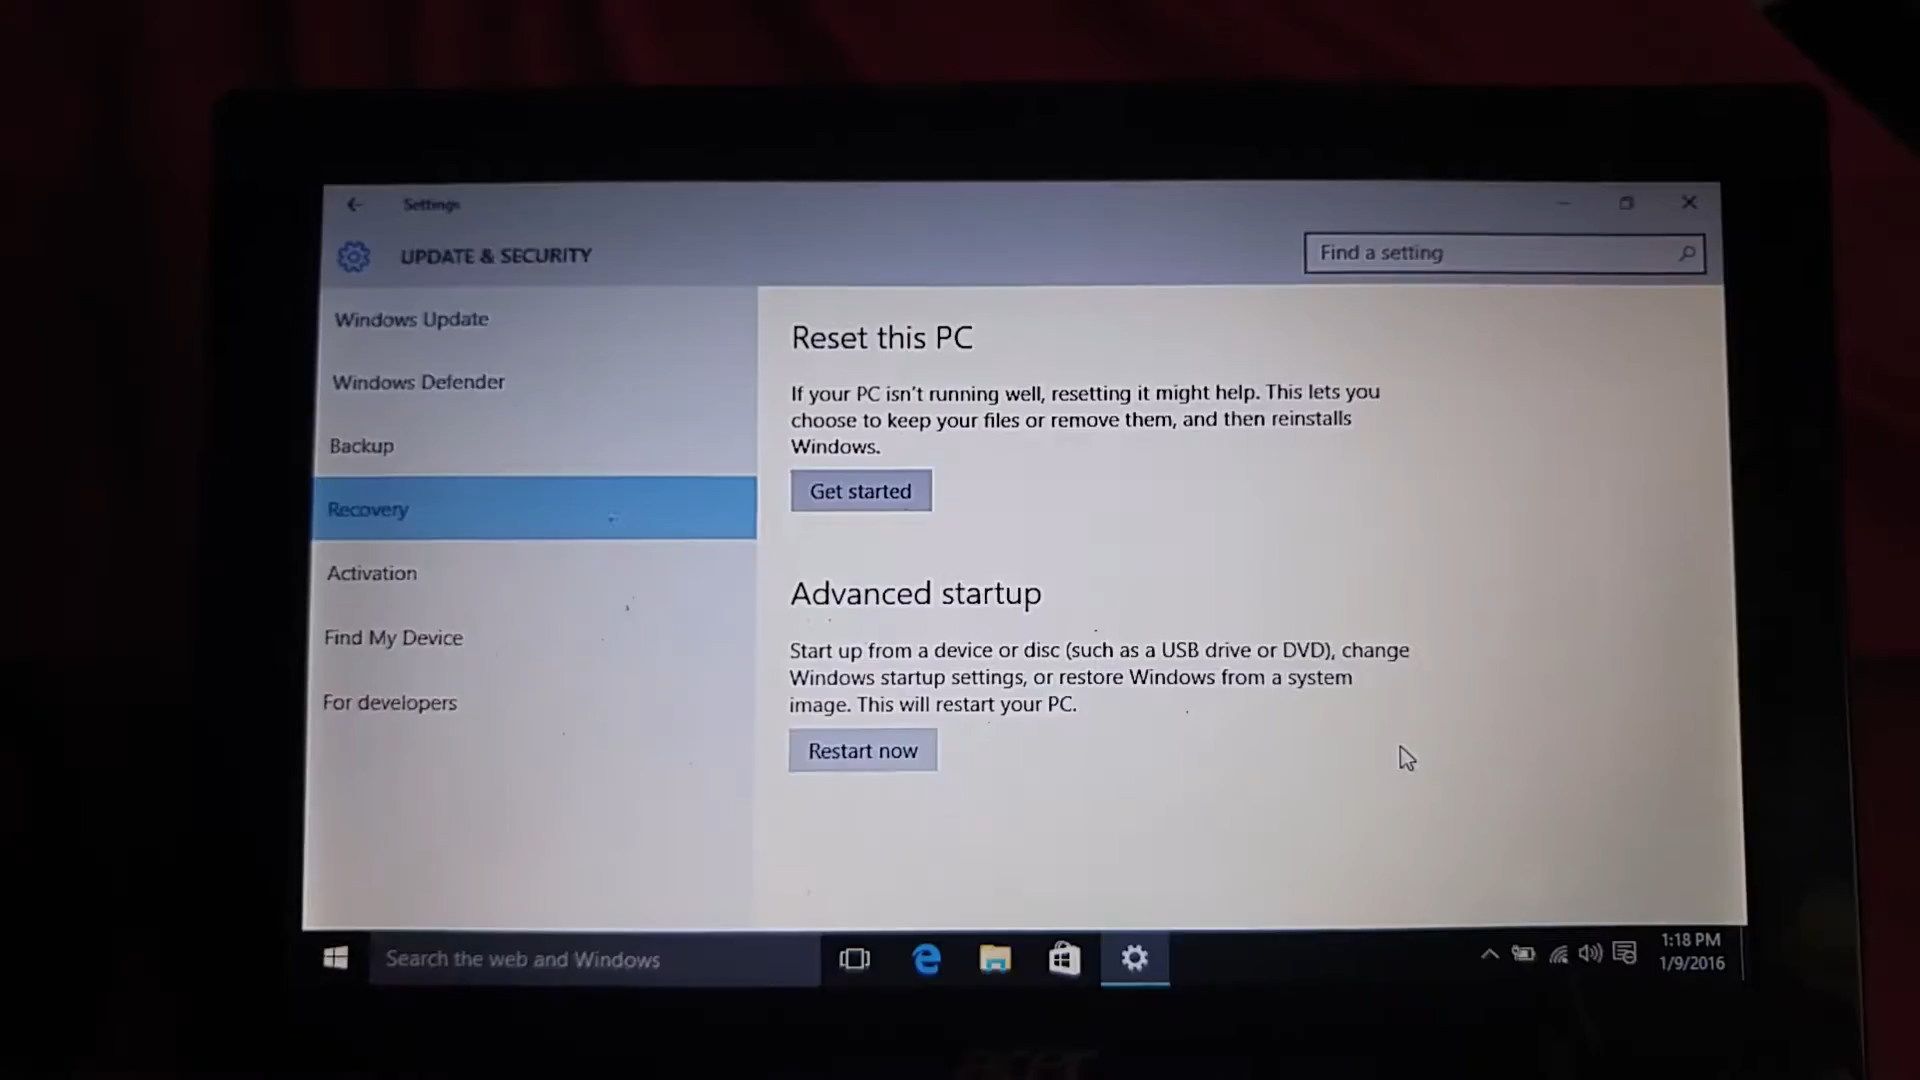 Settings
UPDATE & SECURITY
Find a setting
Windows Update
Windows Defender
Backup
Recovery
Activation
Find My Device
For developers
Reset this PC
If your PC isn't running well, resetting it might help. This lets you
choose to keep your files or remove them, and then reinstalls
Windows.
Get started
Advanced startup
Start up from a device or disc (such as a USB drive or DVD), change
Windows startup settings, or restore Windows from a system
image. This will restart your PC.
Restart now
Search the web and Windows
1:18 PM
1/9/2016
acer